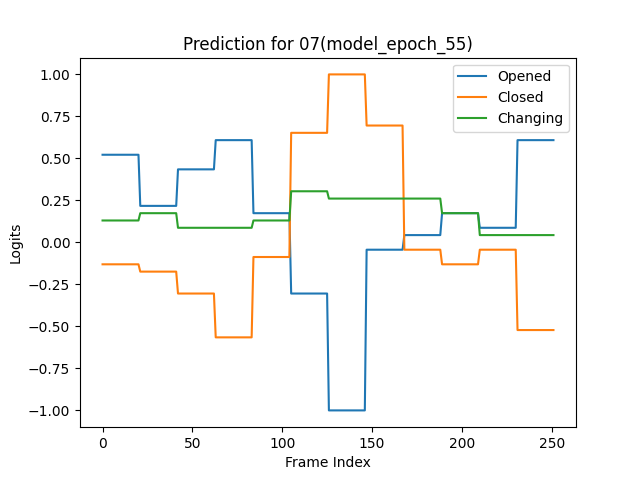 Prediction for 07(model_epoch_55)
Opened
Closed
Changing
Logits
1.00
0.75
0.50
0.25
0.00
−0.25
−0.50
−0.75
−1.00
0 50 100 150 200 250
Frame Index